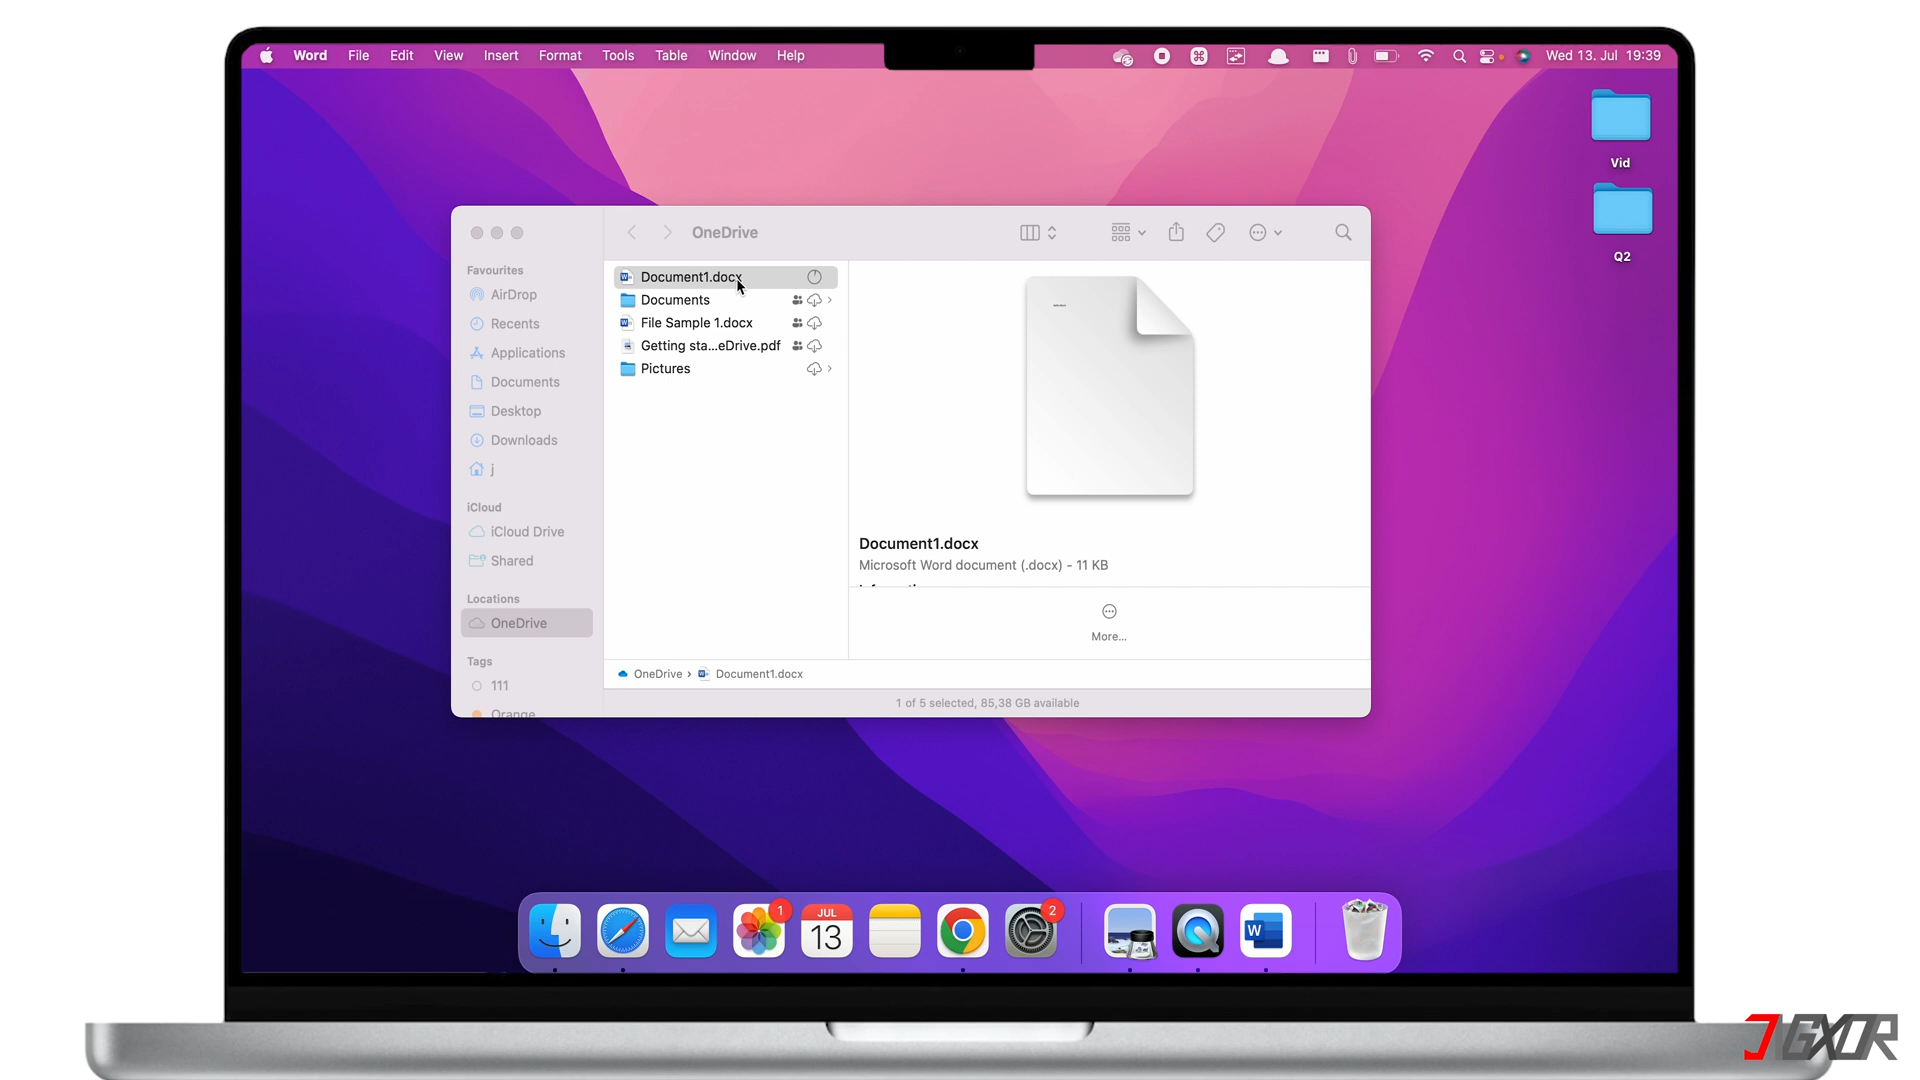 Word File Edit View Insert Format Tools Table Window Help
Wed 13. Jul 19:39
Vid
Q2
OneDrive
Favourites
AirDrop
Recents
Applications
Documents
Desktop
Downloads
j
iCloud
iCloud Drive
Shared
Locations
OneDrive
Tags
111
Orange
Document1.docx
Documents
File Sample 1.docx
Getting sta...eDrive.pdf
Pictures
Document1.docx
Microsoft Word document (.docx) - 11 KB
More...
OneDrive › Document1.docx
1 of 5 selected, 85,38 GB available
1
JUL
13
2
W
JGXOR